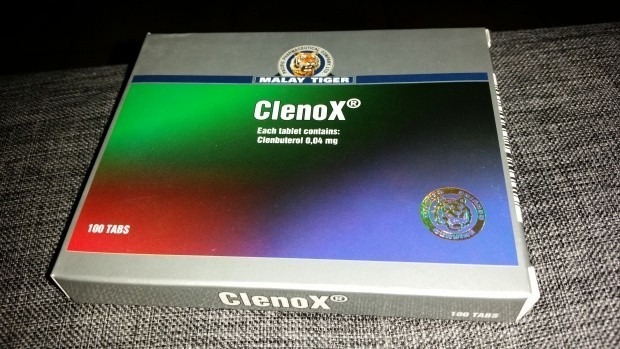 MALAY TIGER
ClenoX®
Each tablet contains:
Clenbuterol 0,04 mg
100 TABS
ClenoX®
100 TABS